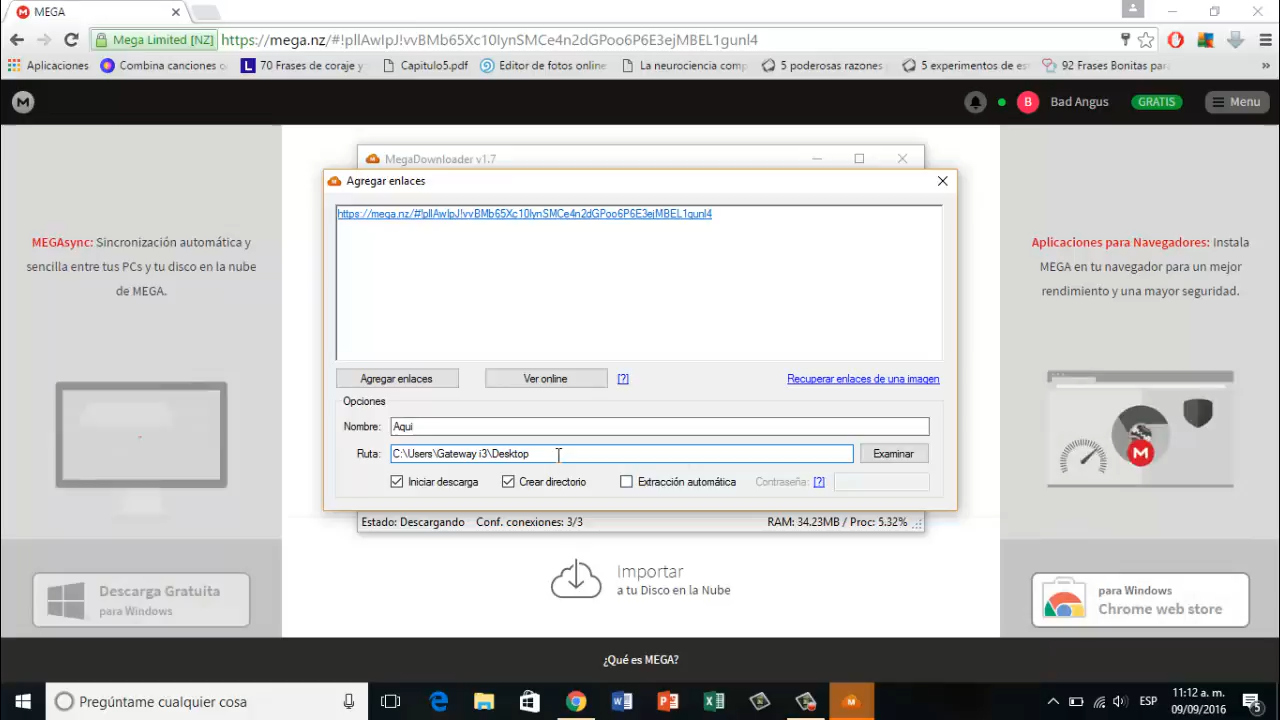 MEGA
Mega Limited [NZ] https://mega.nz/#!pllAwIpJ!vvBMb65Xc10IynSMCe4n2dGPoo6P6E3ejMBEL1gunl4
Aplicaciones Combina canciones o 70 Frases de coraje y Capitulo5.pdf Editor de fotos online La neurociencia comp 5 poderosas razones 5 experimentos de es 92 Frases Bonitas para »
M B Bad Angus GRATIS Menu
MegaDownloader v1.7
Agregar enlaces
https://mega.nz/#!pllAwIpJ!vvBMb65Xc10IynSMCe4n2dGPoo6P6E3ejMBEL1gunl4
MEGAsync: Sincronización automática y
sencilla entre tus PCs y tu disco en la nube
de MEGA.
Aplicaciones para Navegadores: Instala
MEGA en tu navegador para un mejor
rendimiento y una mayor seguridad.
Agregar enlaces Ver online [?] Recuperar enlaces de una imagen
Opciones
Nombre: Aqui
Ruta: C:\Users\Gateway i3\Desktop Examinar
Iniciar descarga Crear directorio Extracción automática Contraseña: [?]
Estado: Descargando Conf. conexiones: 3/3 RAM: 34.23MB / Proc: 5.32%
Importar
a tu Disco en la Nube
Descarga Gratuita
para Windows
para Windows
Chrome web store
¿Qué es MEGA?
Pregúntame cualquier cosa
ESP
11:12 a. m.
09/09/2016
5